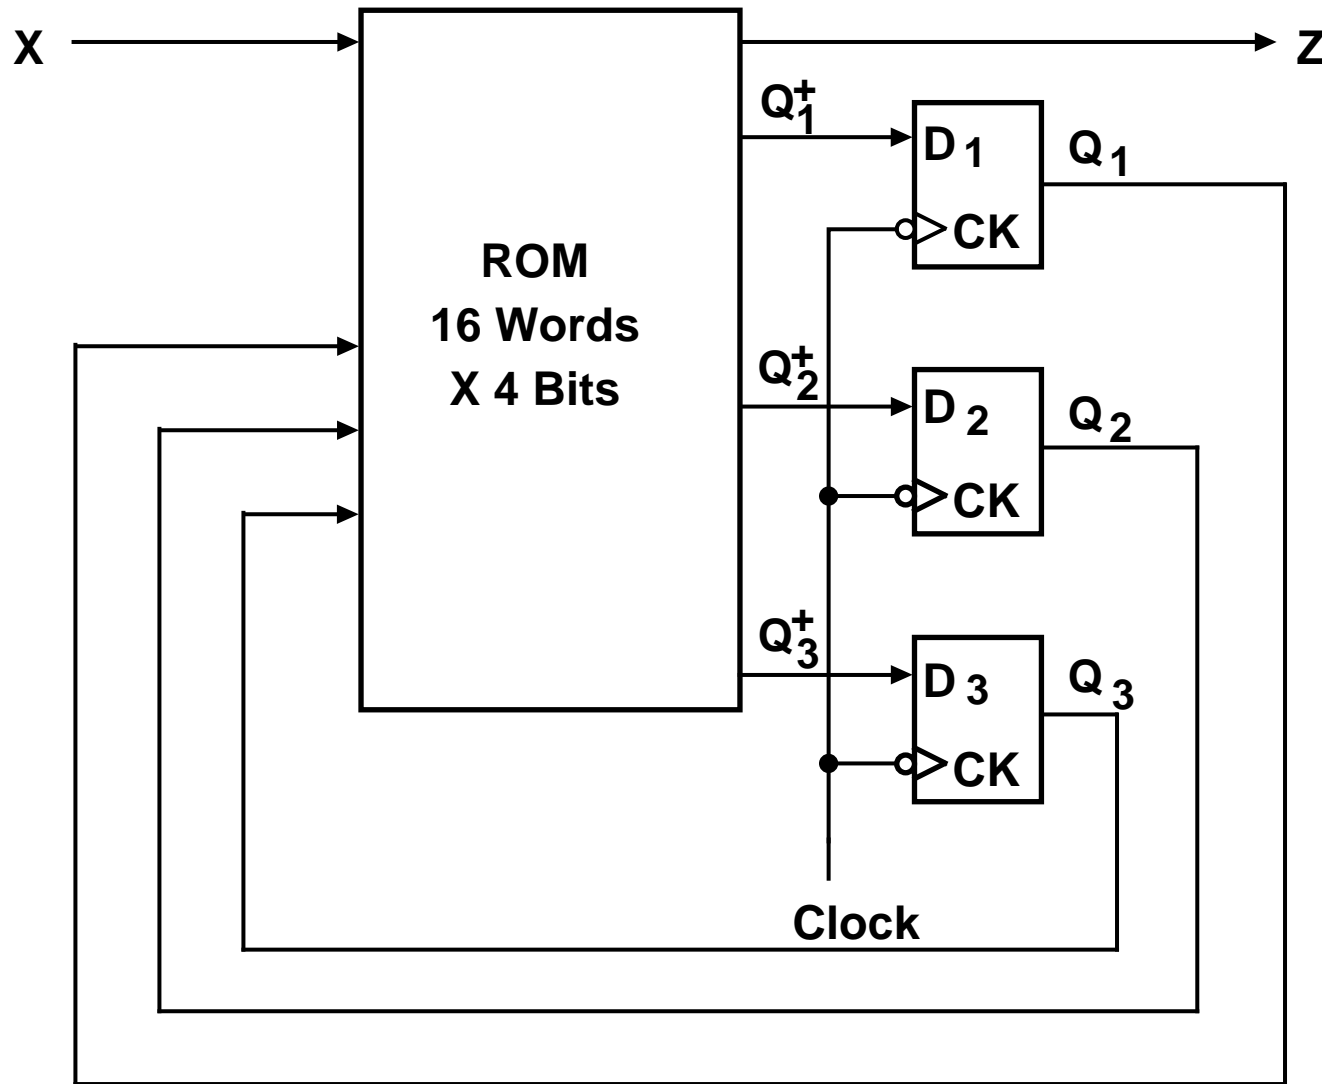 X
Z
Q1+
D1
Q1
CK
ROM
16 Words
X 4 Bits
Q2+
D2
Q2
CK
Q3+
D3
Q3
CK
Clock